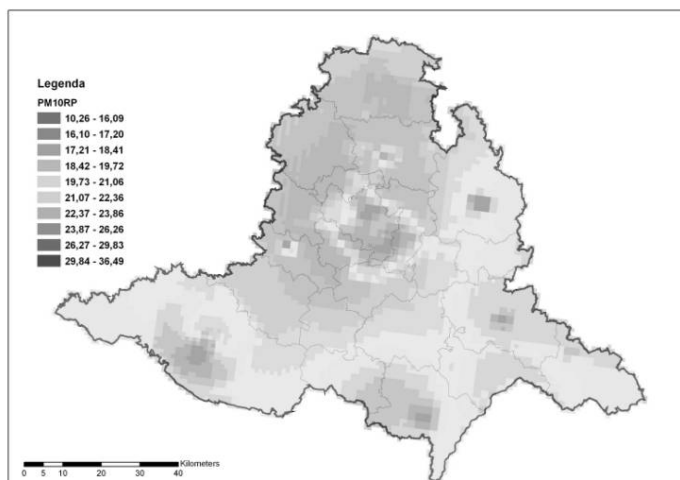 Legenda
PM10RP
10,26 - 16,09
16,10 - 17,20
17,21 - 18,41
18,42 - 19,72
19,73 - 21,06
21,07 - 22,36
22,37 - 23,86
23,87 - 26,26
26,27 - 29,83
29,84 - 36,49
Kilometers
0 5 10 20 30 40